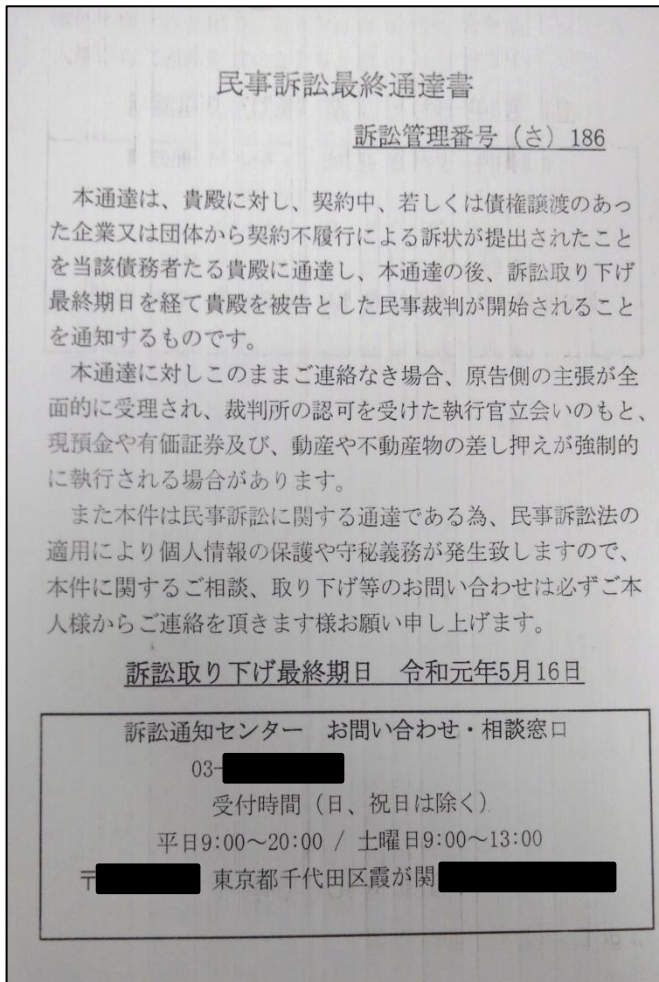 民事訴訟最終通達書
訴訟管理番号（さ）186
本通達は、貴殿に対し、契約中、若しくは債権譲渡のあっ
た企業又は団体から契約不履行による訴状が提出されたこと
を当該債務者たる貴殿に通達し、本通達の後、訴訟取り下げ
最終期日を経て貴殿を被告とした民事裁判が開始されること
を通知するものです。
本通達に対しこのままご連絡なき場合、原告側の主張が全
面的に受理され、裁判所の認可を受けた執行官立会いのもと、
現預金や有価証券及び、動産や不動産物の差し押えが強制的
に執行される場合があります。
また本件は民事訴訟に関する通達である為、民事訴訟法の
適用により個人情報の保護や守秘義務が発生致しますので、
本件に関するご相談、取り下げ等のお問い合わせは必ずご本
人様からご連絡を頂きます様お願い申し上げます。
訴訟取り下げ最終期日　令和元年5月16日
訴訟通知センター　お問い合わせ・相談窓口
03-
受付時間（日、祝日は除く）
平日9:00～20:00 / 土曜日9:00～13:00
〒 東京都千代田区霞が関